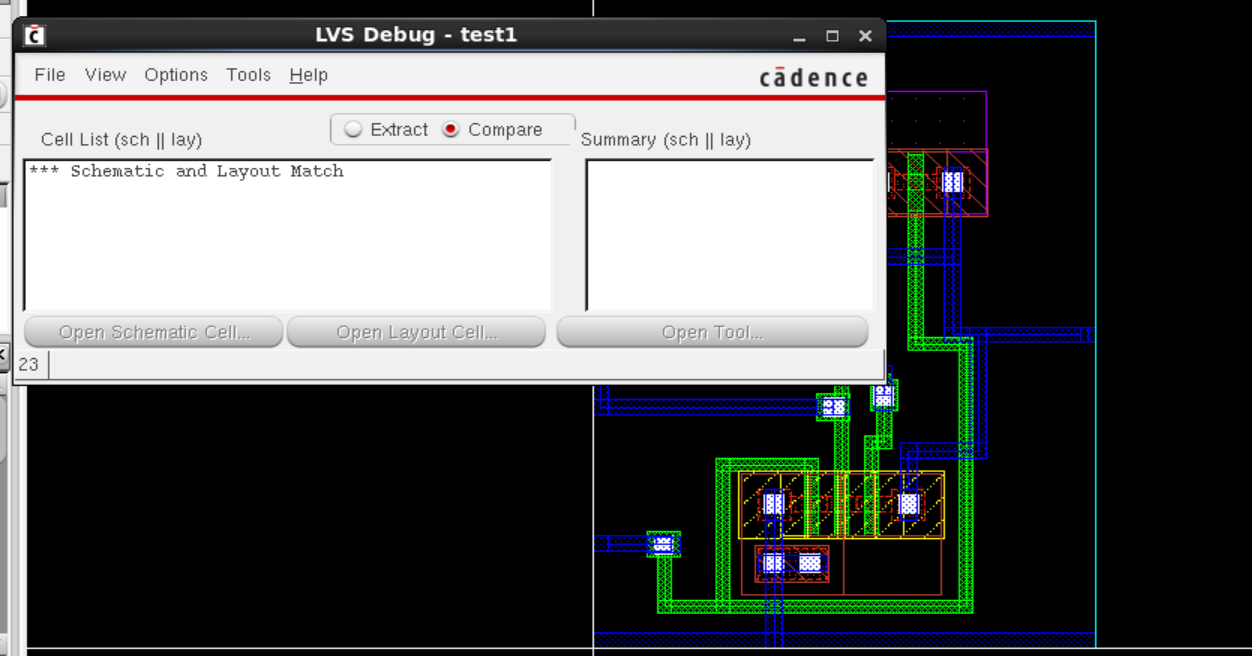 LVS Debug - test1
File View Options Tools Help
cādence
Extract Compare
Cell List (sch || lay)
Summary (sch || lay)
*** Schematic and Layout Match
Open Schematic Cell... Open Layout Cell... Open Tool...
23